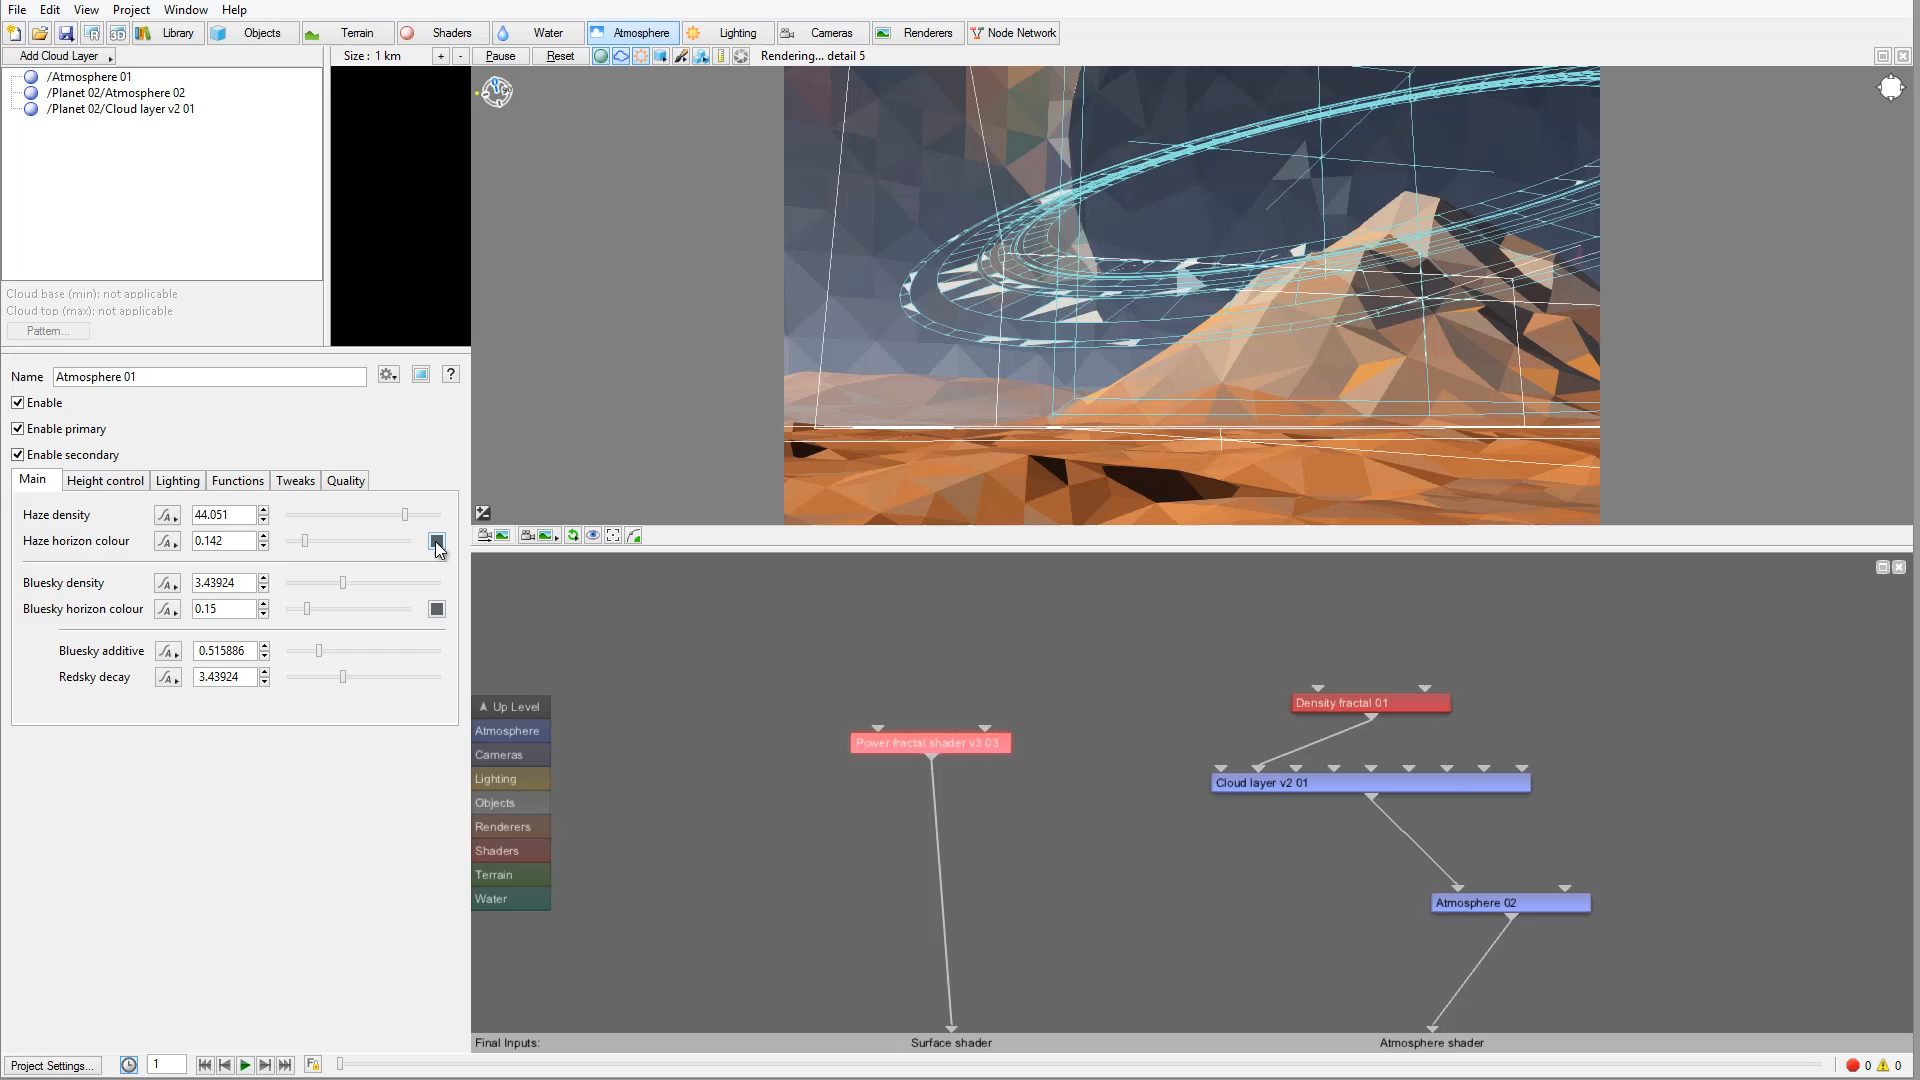 File Edit View Project Window Help
Library Objects Terrain Shaders Water Atmosphere Lighting Cameras Renderers Node Network
Add Cloud Layer Size: 1 km + - Pause Reset Rendering... detail 5
/Atmosphere 01
/Planet 02/Atmosphere 02
/Planet 02/Cloud layer v2 01
Cloud base (min): not applicable
Cloud top (max): not applicable
Pattern...
Name Atmosphere 01 ?
Enable
Enable primary
Enable secondary
Main Height control Lighting Functions Tweaks Quality
Haze density 44.051
Haze horizon colour 0.142
Bluesky density 3.43924
Bluesky horizon colour 0.15
Bluesky additive 0.515886
Redsky decay 3.43924
Up Level
Atmosphere
Cameras
Lighting
Objects
Renderers
Shaders
Terrain
Water
Density fractal 01
Power fractal shader v3 03
Cloud layer v2 01
Atmosphere 02
Final Inputs: Surface shader Atmosphere shader
Project Settings... 1 0 0